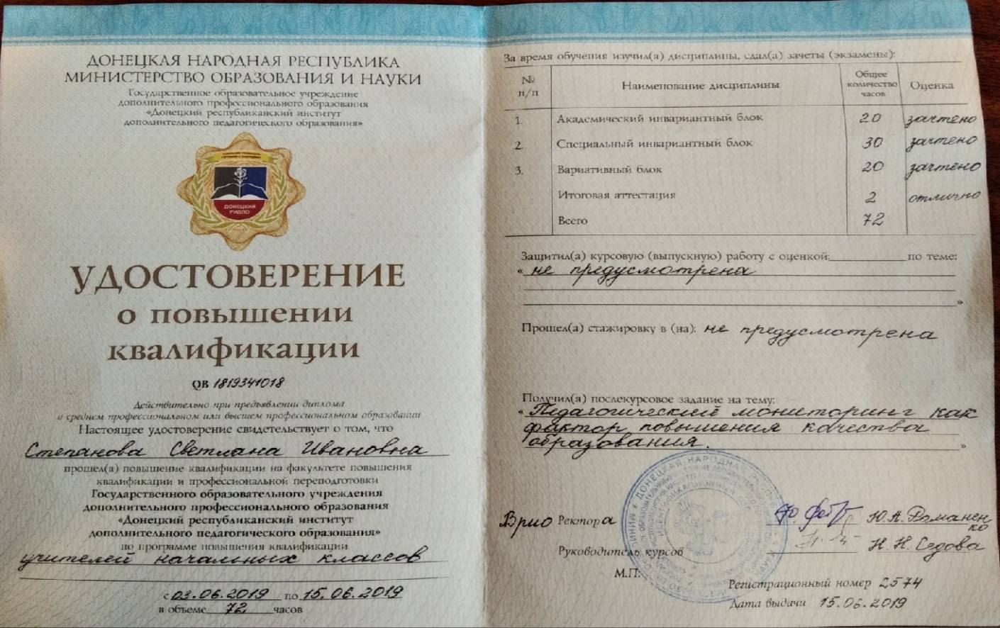 ДОНЕЦКАЯ НАРОДНАЯ РЕСПУБЛИКА
МИНИСТЕРСТВО ОБРАЗОВАНИЯ И НАУКИ
Государственное образовательное учреждение
дополнительного профессионального образования
«Донецкий республиканский институт
дополнительного педагогического образования»
ДОНЕЦКИЙ
РИДПО
УДОСТОВЕРЕНИЕ
о повышении
квалификации
QB 1819341018
Действительно при предъявлении диплома
о среднем профессиональном или высшем профессиональном образовании
Настоящее удостоверение свидетельствует о том, что
Степанова Светлана Ивановна
прошел(а) повышение квалификации на факультете повышения
квалификации и профессиональной переподготовки
Государственного образовательного учреждения
дополнительного профессионального образования
«Донецкий республиканский институт
дополнительного педагогического образования»
по программе повышения квалификации
учителей начальных классов
с 03.06.2019 по 15.06.2019
в объеме 72 часов
За время обучения изучил(а) дисциплины, сдал(а) зачеты (экзамены):
№ п/п Наименование дисциплины Общее количество часов Оценка
1. Академический инвариантный блок 20 зачтено
2. Специальный инвариантный блок 30 зачтено
3. Вариативный блок 20 зачтено
Итоговая аттестация 2 отлично
Всего 72
Защитил(а) курсовую (выпускную) работу с оценкой: по теме:
« не предусмотрена
»
Прошел(а) стажировку в (на): не предусмотрена
Получил(а) послекурсовое задание на тему:
« Педагогический мониторинг как
фактор повышения качества
образования. »
Врио Ректора Ю.А. Романенко
Руководитель курсов Н.Н. Седова
М.П.
Регистрационный номер 2574
Дата выдачи 15.06.2019